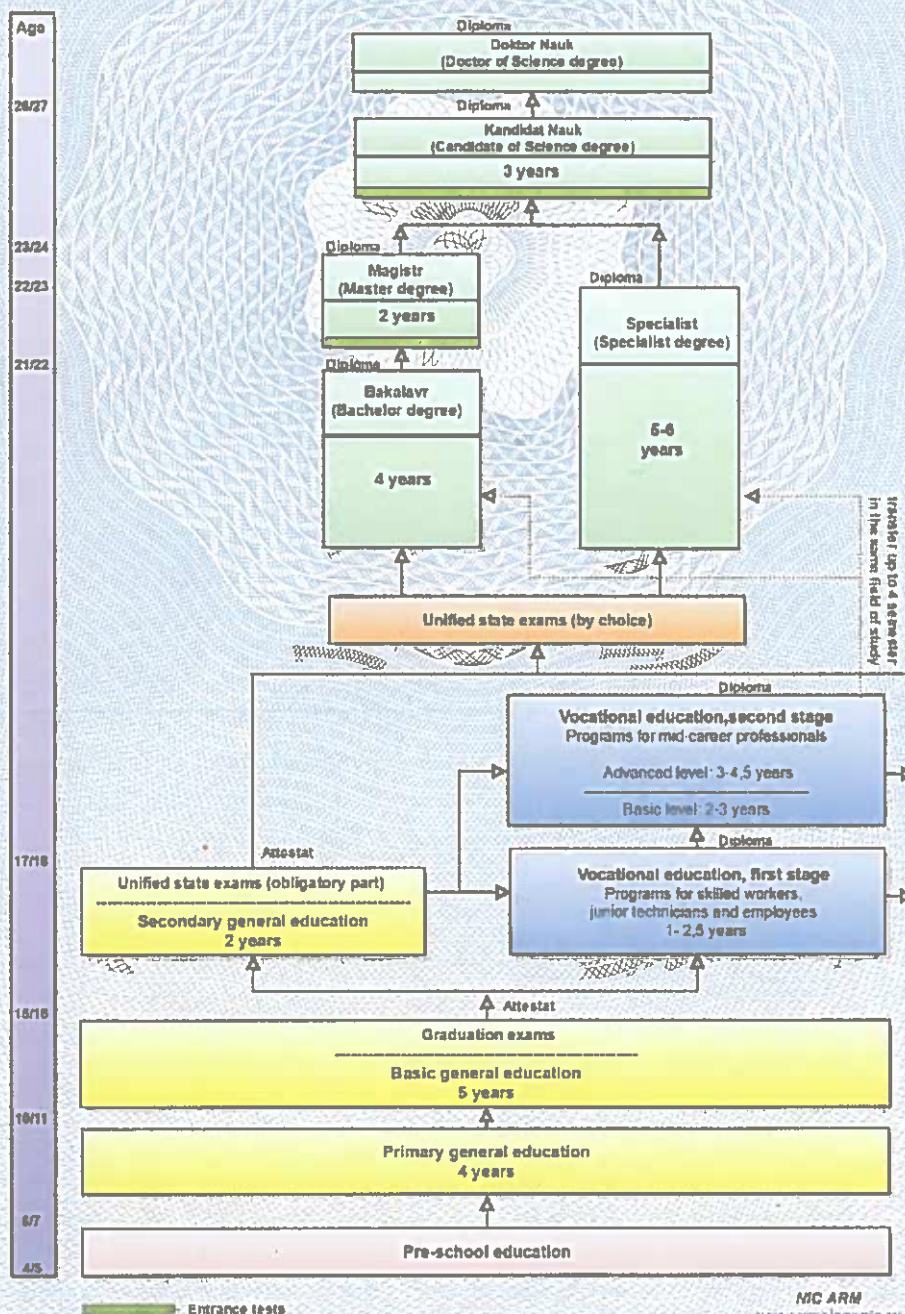 Age
26/27
23/24
22/23
21/22
17/18
15/16
10/11
6/7
4/5
Diploma
Doktor Nauk
(Doctor of Science degree)
Diploma
Kandidat Nauk
(Candidate of Science degree)
3 years
Diploma
Magistr
(Master degree)
2 years
Diploma
Bakalavr
(Bachelor degree)
4 years
Diploma
Specialist
(Specialist degree)
5-6
years
transfer up to 4 semester
in the same field of study
Unified state exams (by choice)
Diploma
Vocational education,second stage
Programs for mid-career professionals
Advanced level: 3-4,5 years
Basic level: 2-3 years
Attestat
Unified state exams (obligatory part)
Secondary general education
2 years
Diploma
Vocational education, first stage
Programs for skilled workers,
junior technicians and employees
1- 2,5 years
Attestat
Graduation exams
Basic general education
5 years
Primary general education
4 years
Pre-school education
Entrance tests
NIC ARM